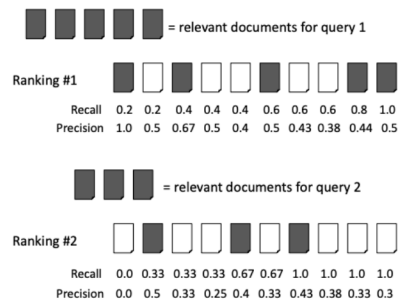 = relevant documents for query 1
Ranking #1
Recall 0.2 0.2 0.4 0.4 0.4 0.6 0.6 0.6 0.8 1.0
Precision 1.0 0.5 0.67 0.5 0.4 0.5 0.43 0.38 0.44 0.5
= relevant documents for query 2
Ranking #2
Recall 0.0 0.33 0.33 0.33 0.67 0.67 1.0 1.0 1.0 1.0
Precision 0.0 0.5 0.33 0.25 0.4 0.33 0.43 0.38 0.33 0.3